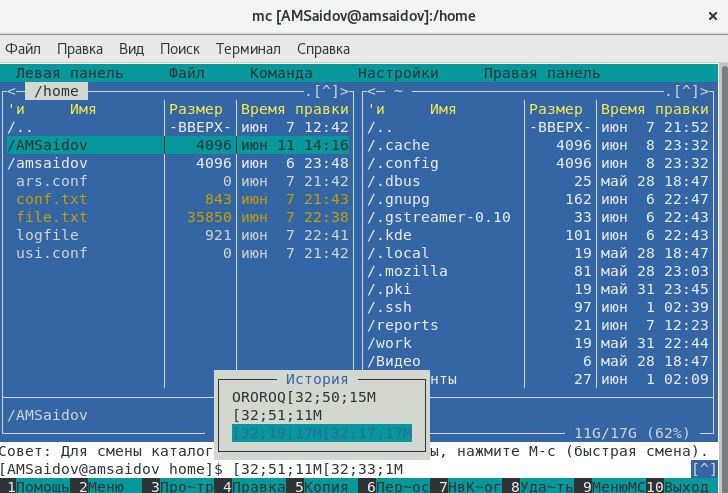 mc [AMSaidov@amsaidov]:/home
Файл Правка Вид Поиск Терминал Справка
Левая панель Файл Команда Настройки Правая панель
<— /home .[^]>
'и Имя Размер Время правки
/.. -ВВЕРХ- июн 7 12:42
/AMSaidov 4096 июн 11 14:16
/amsaidov 4096 июн 6 23:48
ars.conf 0 июн 7 21:42
conf.txt 843 июн 7 21:43
file.txt 35850 июн 7 22:38
logfile 921 июн 7 22:41
usi.conf 0 июн 7 21:42
/AMSaidov
<— ~ .[^]>
'и Имя Размер Время правки
/.. -ВВЕРХ- июн 7 21:52
/.cache 4096 июн 8 23:32
/.config 4096 июн 8 23:32
/.dbus 25 май 28 18:47
/.gnupg 162 июн 6 22:47
/.gstreamer-0.10 33 июн 6 22:43
/.kde 101 июн 6 22:43
/.local 19 май 28 18:47
/.mozilla 81 май 28 23:03
/.pki 19 май 31 23:45
/.ssh 97 июн 1 02:39
/reports 21 июн 7 12:23
/work 19 май 31 22:44
/Видео 6 май 28 18:47
нты 27 июн 1 02:09
11G/17G (62%)
История
OROROQ[32;50;15M
[32;51;11M
[32;19;17M[32;17;17M
Совет: Для смены каталог ы, нажмите M-c (быстрая смена).
[AMSaidov@amsaidov home]$ [32;51;11M[32;33;1M [^]
1Помощь 2Меню 3Про~тр 4Правка 5Копия 6Пер~ос 7НвК~ог 8Уда~ть 9МенюMC 10Выход